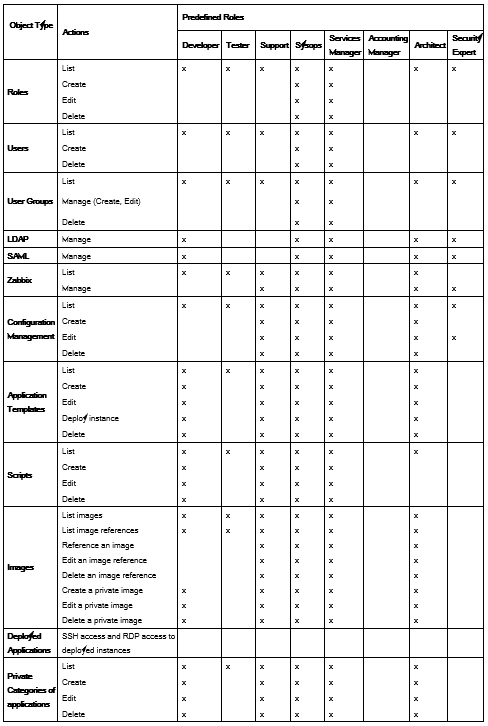 Object Type Actions Predefined Roles
Developer Tester Support Sysops Services Manager Accounting Manager Architect Security Expert
Roles
List x x x x x x x
Create x x
Edit x x
Delete x x
Users
List x x x x x x x
Create x x
Delete x x
User Groups
List x x x x x x x
Manage (Create, Edit) x x
Delete x x
LDAP Manage x x x x x
SAML Manage x x x x x
Zabbix
List x x x x x x
Manage x x x x x
Configuration Management
List x x x x x x x
Create x x x x
Edit x x x x x
Delete x x x x
Application Templates
List x x x x x x
Create x x x x x
Edit x x x x x
Deploy instance x x x x x
Delete x x x x x
Scripts
List x x x x x x
Create x x x x
Edit x x x x
Delete x x x x
Images
List images x x x x x x
List image references x x x x x x
Reference an image x x x x
Edit an image reference x x x x
Delete an image reference x x x x
Create a private image x x x x x
Edit a private image x x x x x
Delete a private image x x x x x
Deployed Applications
SSH access and RDP access to
deployed instances
Private Categories of applications
List x x x x x x
Create x x x x x
Edit x x x x x
Delete x x x x x